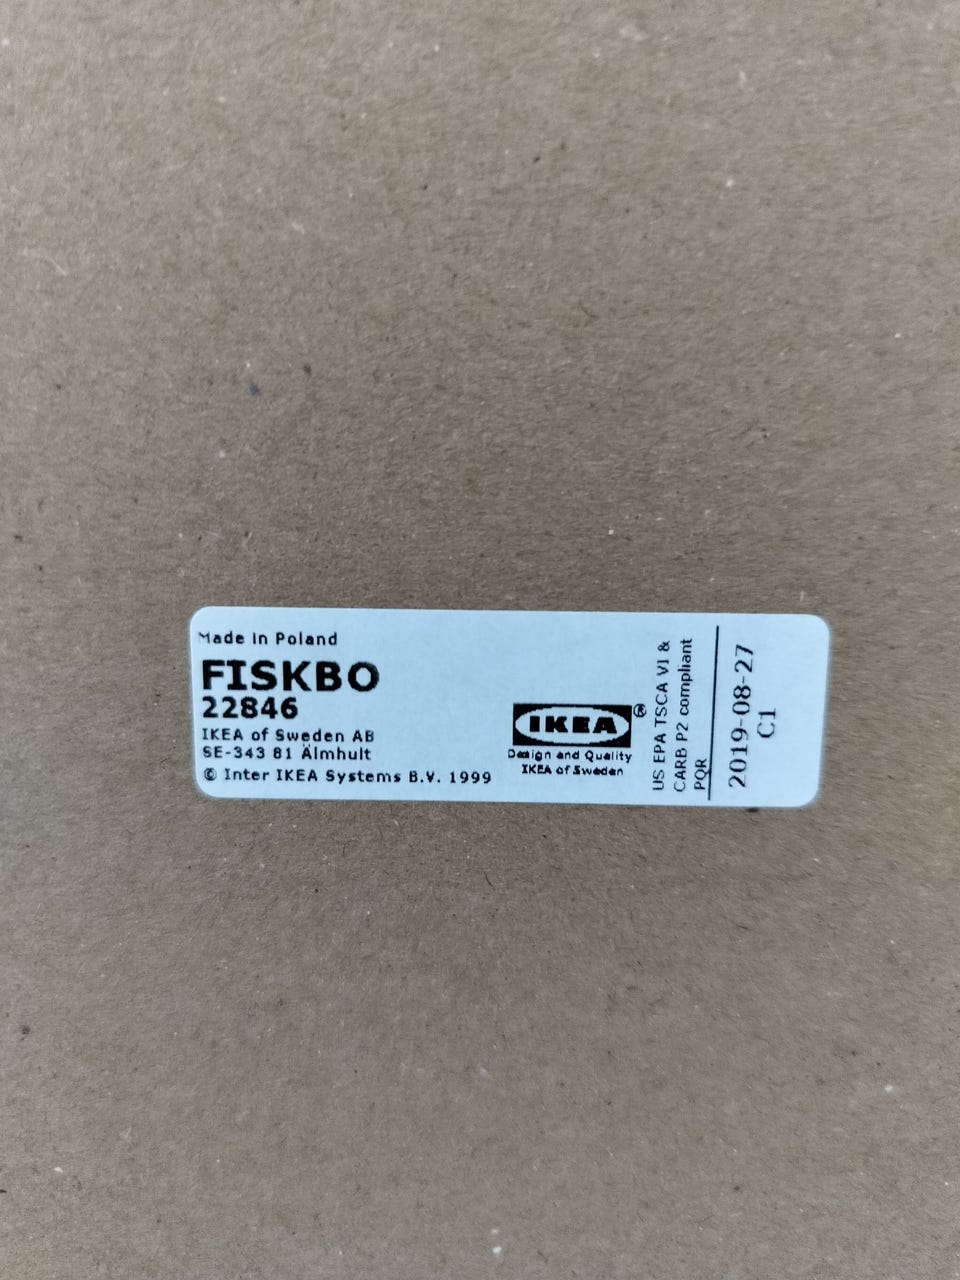 Made in Poland
FISKBO
22846
IKEA of Sweden AB
SE-343 81 Älmhult
© Inter IKEA Systems B.V. 1999
IKEA®
Design and Quality
IKEA of Sweden
US EPA TSCA VI &
CARB P2 compliant
PQR
2019-08-27
C1